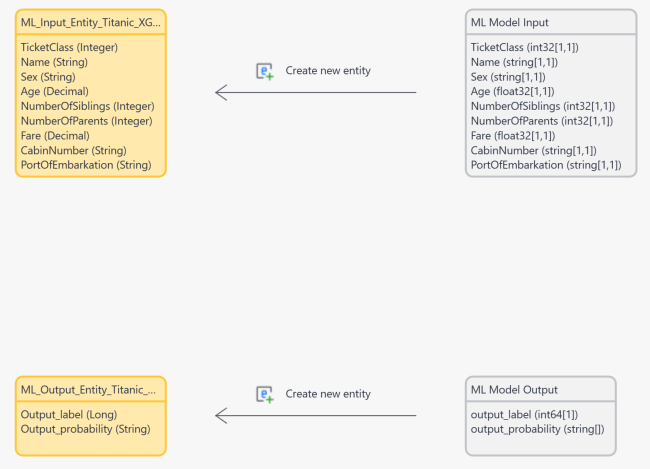 ML_Input_Entity_Titanic_XG...
TicketClass (Integer)
Name (String)
Sex (String)
Age (Decimal)
NumberOfSiblings (Integer)
NumberOfParents (Integer)
Fare (Decimal)
CabinNumber (String)
PortOfEmbarkation (String)
Create new entity
ML Model Input
TicketClass (int32[1,1])
Name (string[1,1])
Sex (string[1,1])
Age (float32[1,1])
NumberOfSiblings (int32[1,1])
NumberOfParents (int32[1,1])
Fare (float32[1,1])
CabinNumber (string[1,1])
PortOfEmbarkation (string[1,1])
ML_Output_Entity_Titanic_...
Output_label (Long)
Output_probability (String)
Create new entity
ML Model Output
output_label (int64[1])
output_probability (string[])